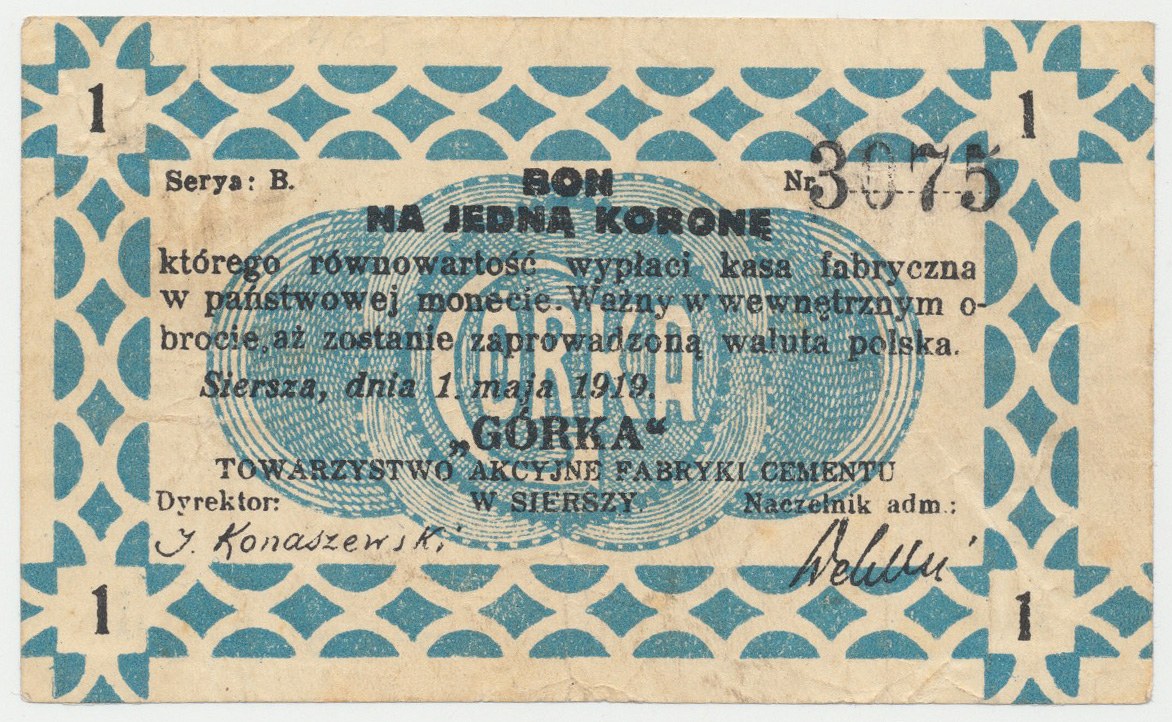 1
1
Serya: B.
BON
Nr. 3075
NA JEDNĄ KORONĘ
którego równowartość wypłaci kasa fabryczna
w państwowej monecie. Ważny w wewnętrznym o-
brocie, aż zostanie zaprowadzoną waluta polska.
Siersza, dnia 1. maja 1919.
„GÓRKA“
TOWARZYSTWO AKCYJNE FABRYKI CEMENTU
W SIERSZY.
Dyrektor:
Naczelnik adm.:
J. Konaszewski
1
1